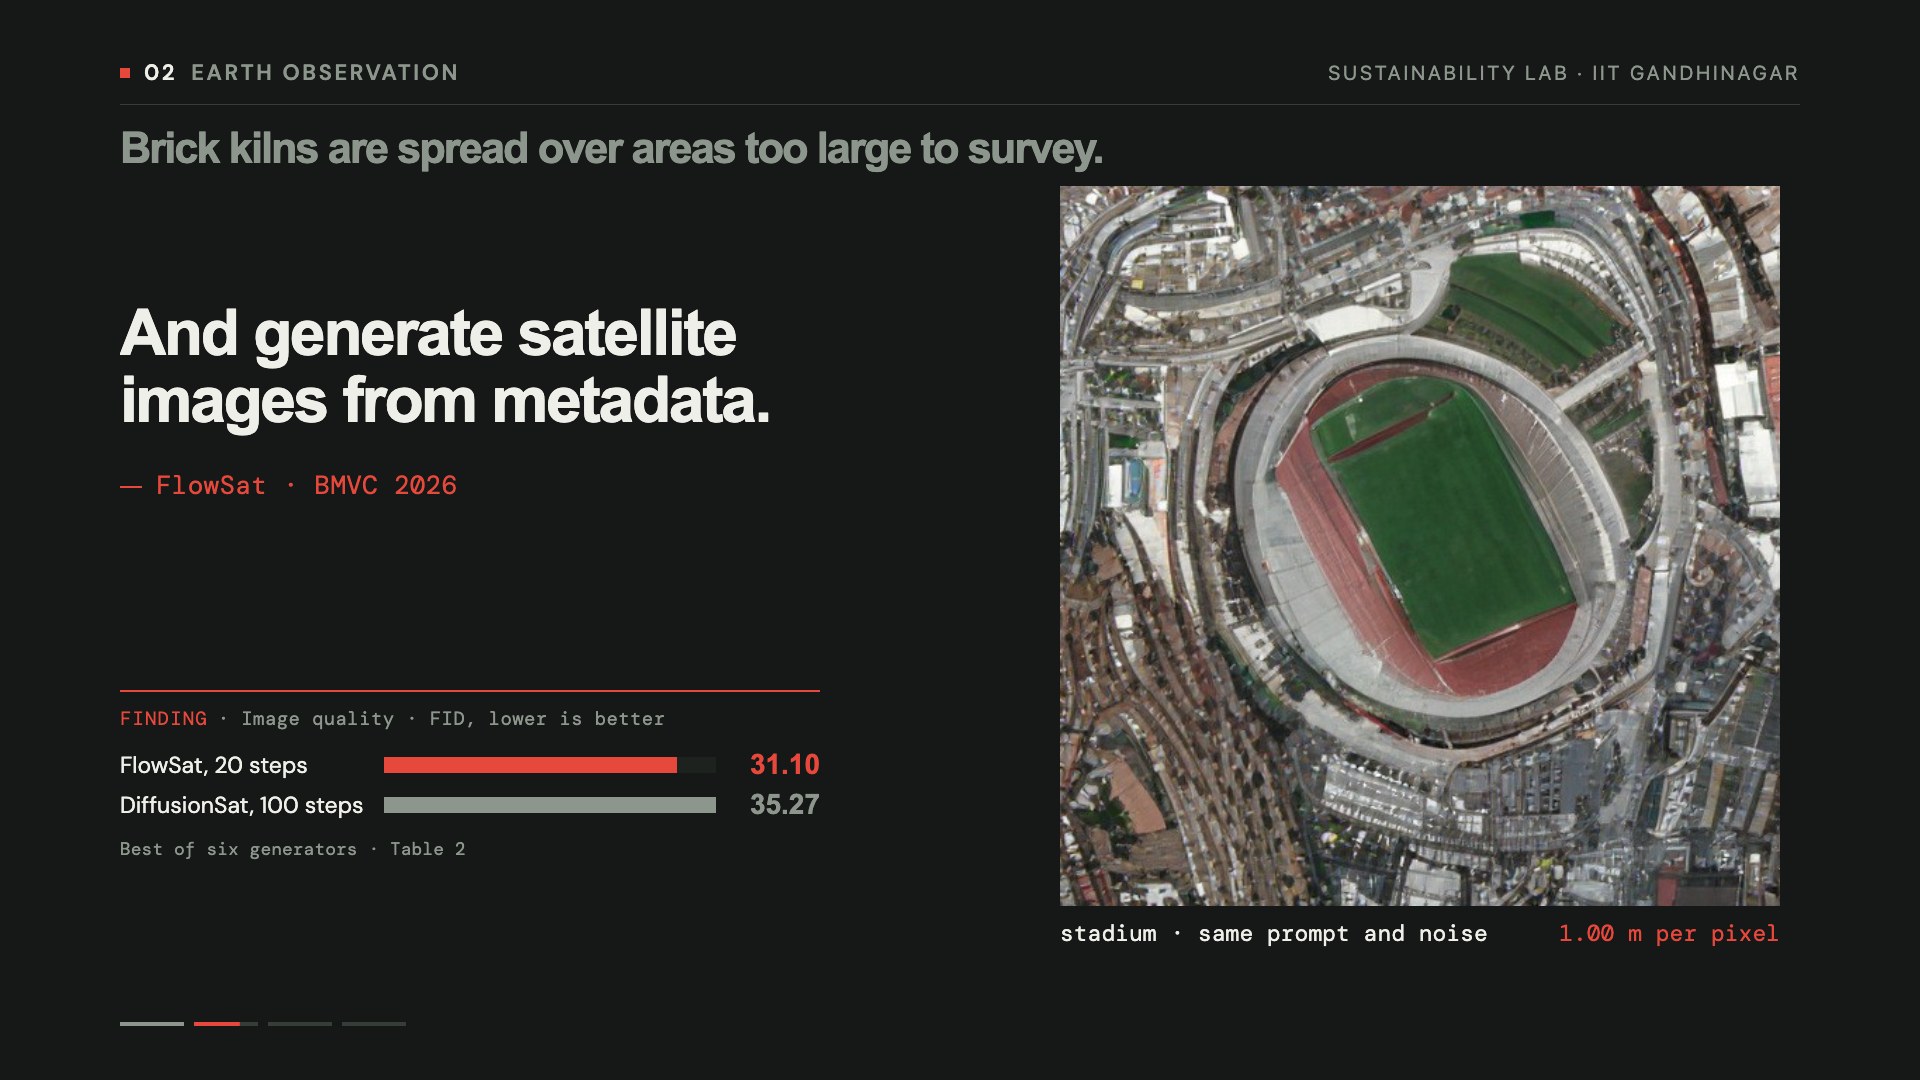 02 EARTH OBSERVATION
SUSTAINABILITY LAB · IIT GANDHINAGAR
Brick kilns are spread over areas too large to survey.
And generate satellite
images from metadata.
— FlowSat · BMVC 2026
FINDING · Image quality · FID, lower is better
FlowSat, 20 steps 31.10
DiffusionSat, 100 steps 35.27
Best of six generators · Table 2
stadium · same prompt and noise 1.00 m per pixel